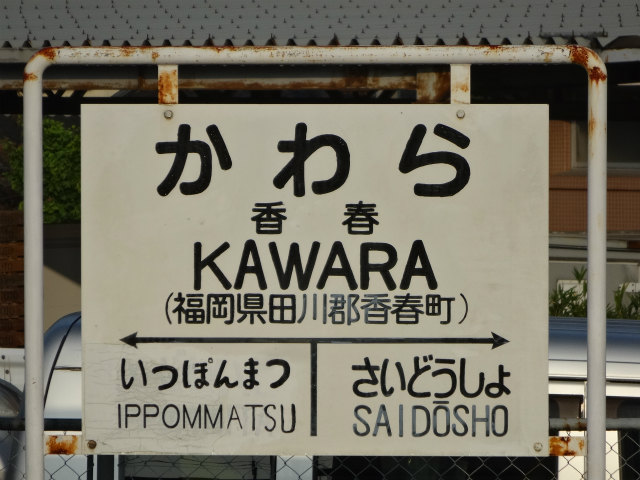 かわら
香春
KAWARA
(福岡県田川郡香春町)
いっぽんまつ さいどうしょ
IPPOMMATSU SAIDŌSHO